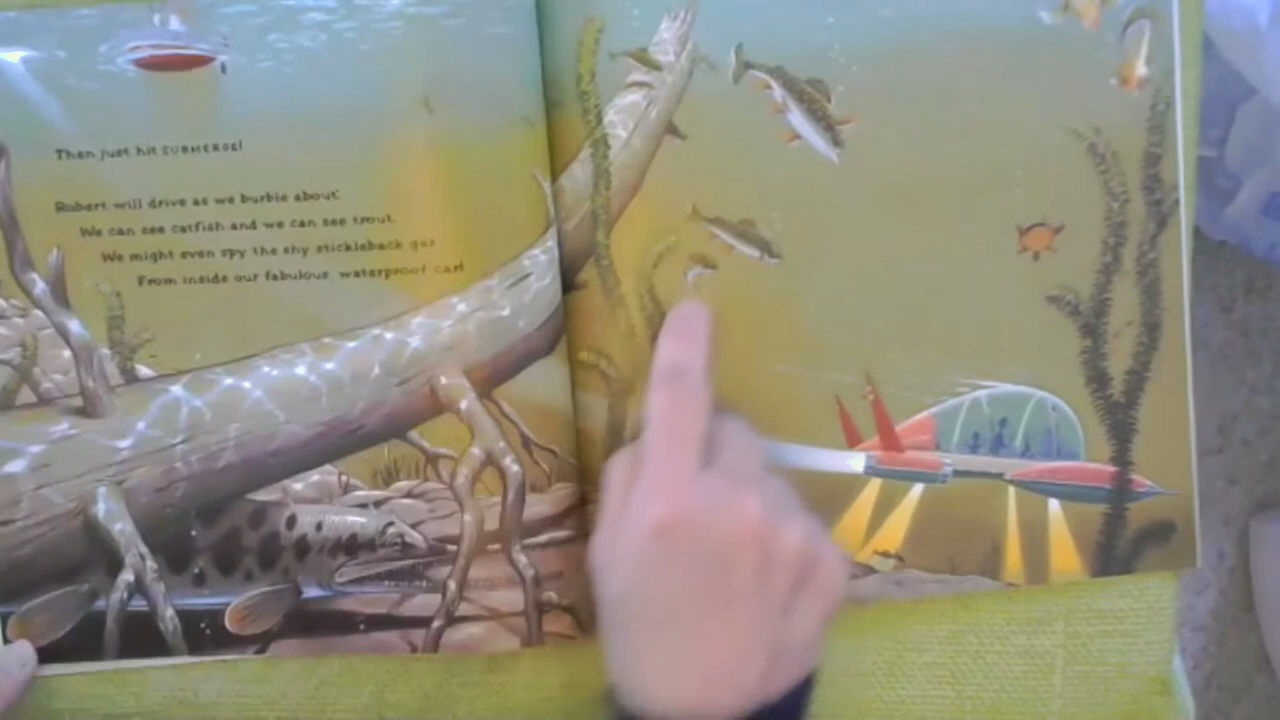 Then just hit SUBMERGE!
Robert will drive as we burble about.
We can see catfish and we can see trout.
We might even spy the shy stickleback gar
From inside our fabulous, waterproof car!